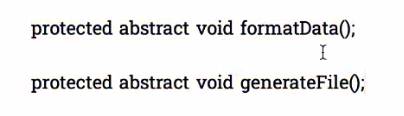 protected abstract void formatData();
protected abstract void generateFile();